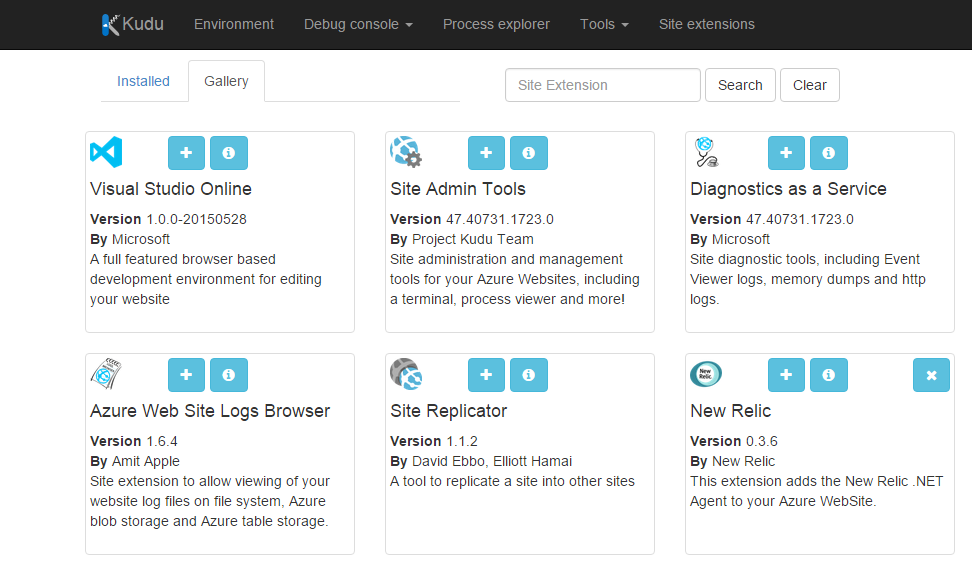 Kudu Environment Debug console Process explorer Tools Site extensions
Installed Gallery Site Extension Search Clear
Visual Studio Online
Version 1.0.0-20150528
By Microsoft
A full featured browser based
development environment for editing
your website
Site Admin Tools
Version 47.40731.1723.0
By Project Kudu Team
Site administration and management
tools for your Azure Websites, including
a terminal, process viewer and more!
Diagnostics as a Service
Version 47.40731.1723.0
By Microsoft
Site diagnostic tools, including Event
Viewer logs, memory dumps and http
logs.
Azure Web Site Logs Browser
Version 1.6.4
By Amit Apple
Site extension to allow viewing of your
website log files on file system, Azure
blob storage and Azure table storage.
Site Replicator
Version 1.1.2
By David Ebbo, Elliott Hamai
A tool to replicate a site into other sites
New
Relic.
New Relic
Version 0.3.6
By New Relic
This extension adds the New Relic .NET
Agent to your Azure WebSite.